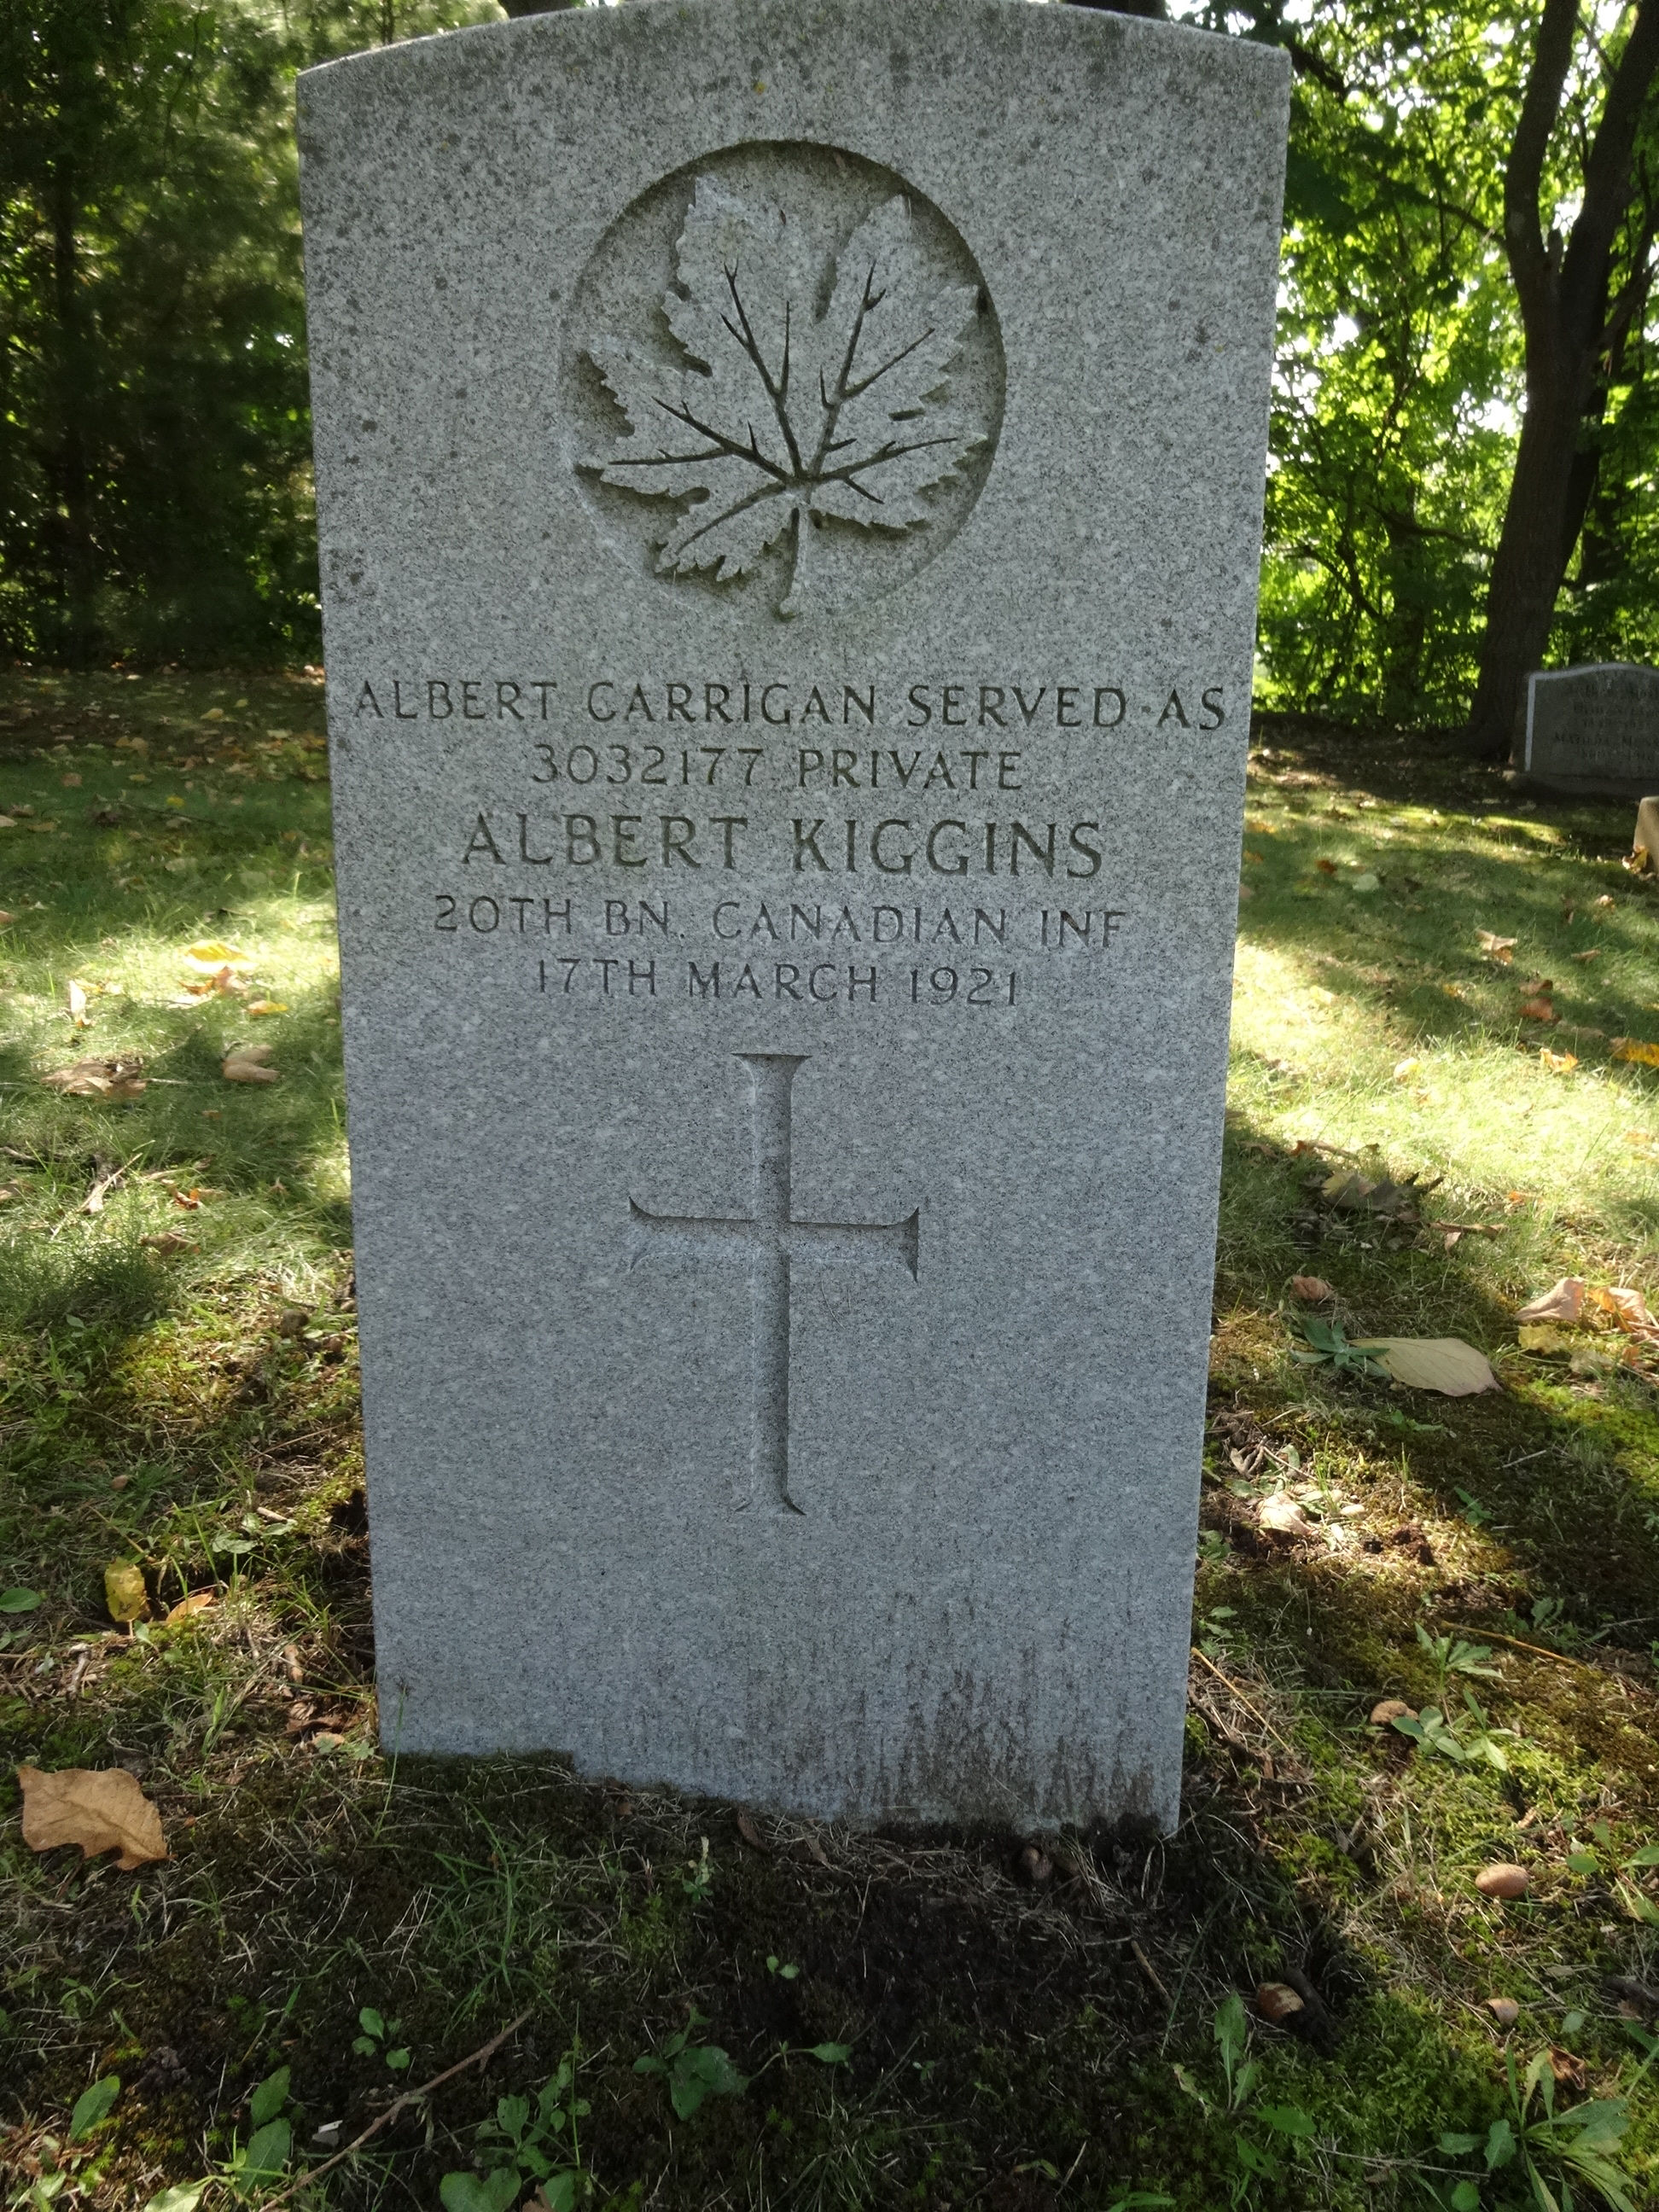 ALBERT CARRIGAN SERVED AS
3032177 PRIVATE
ALBERT KIGGINS
20TH BN. CANADIAN INF
17TH MARCH 1921